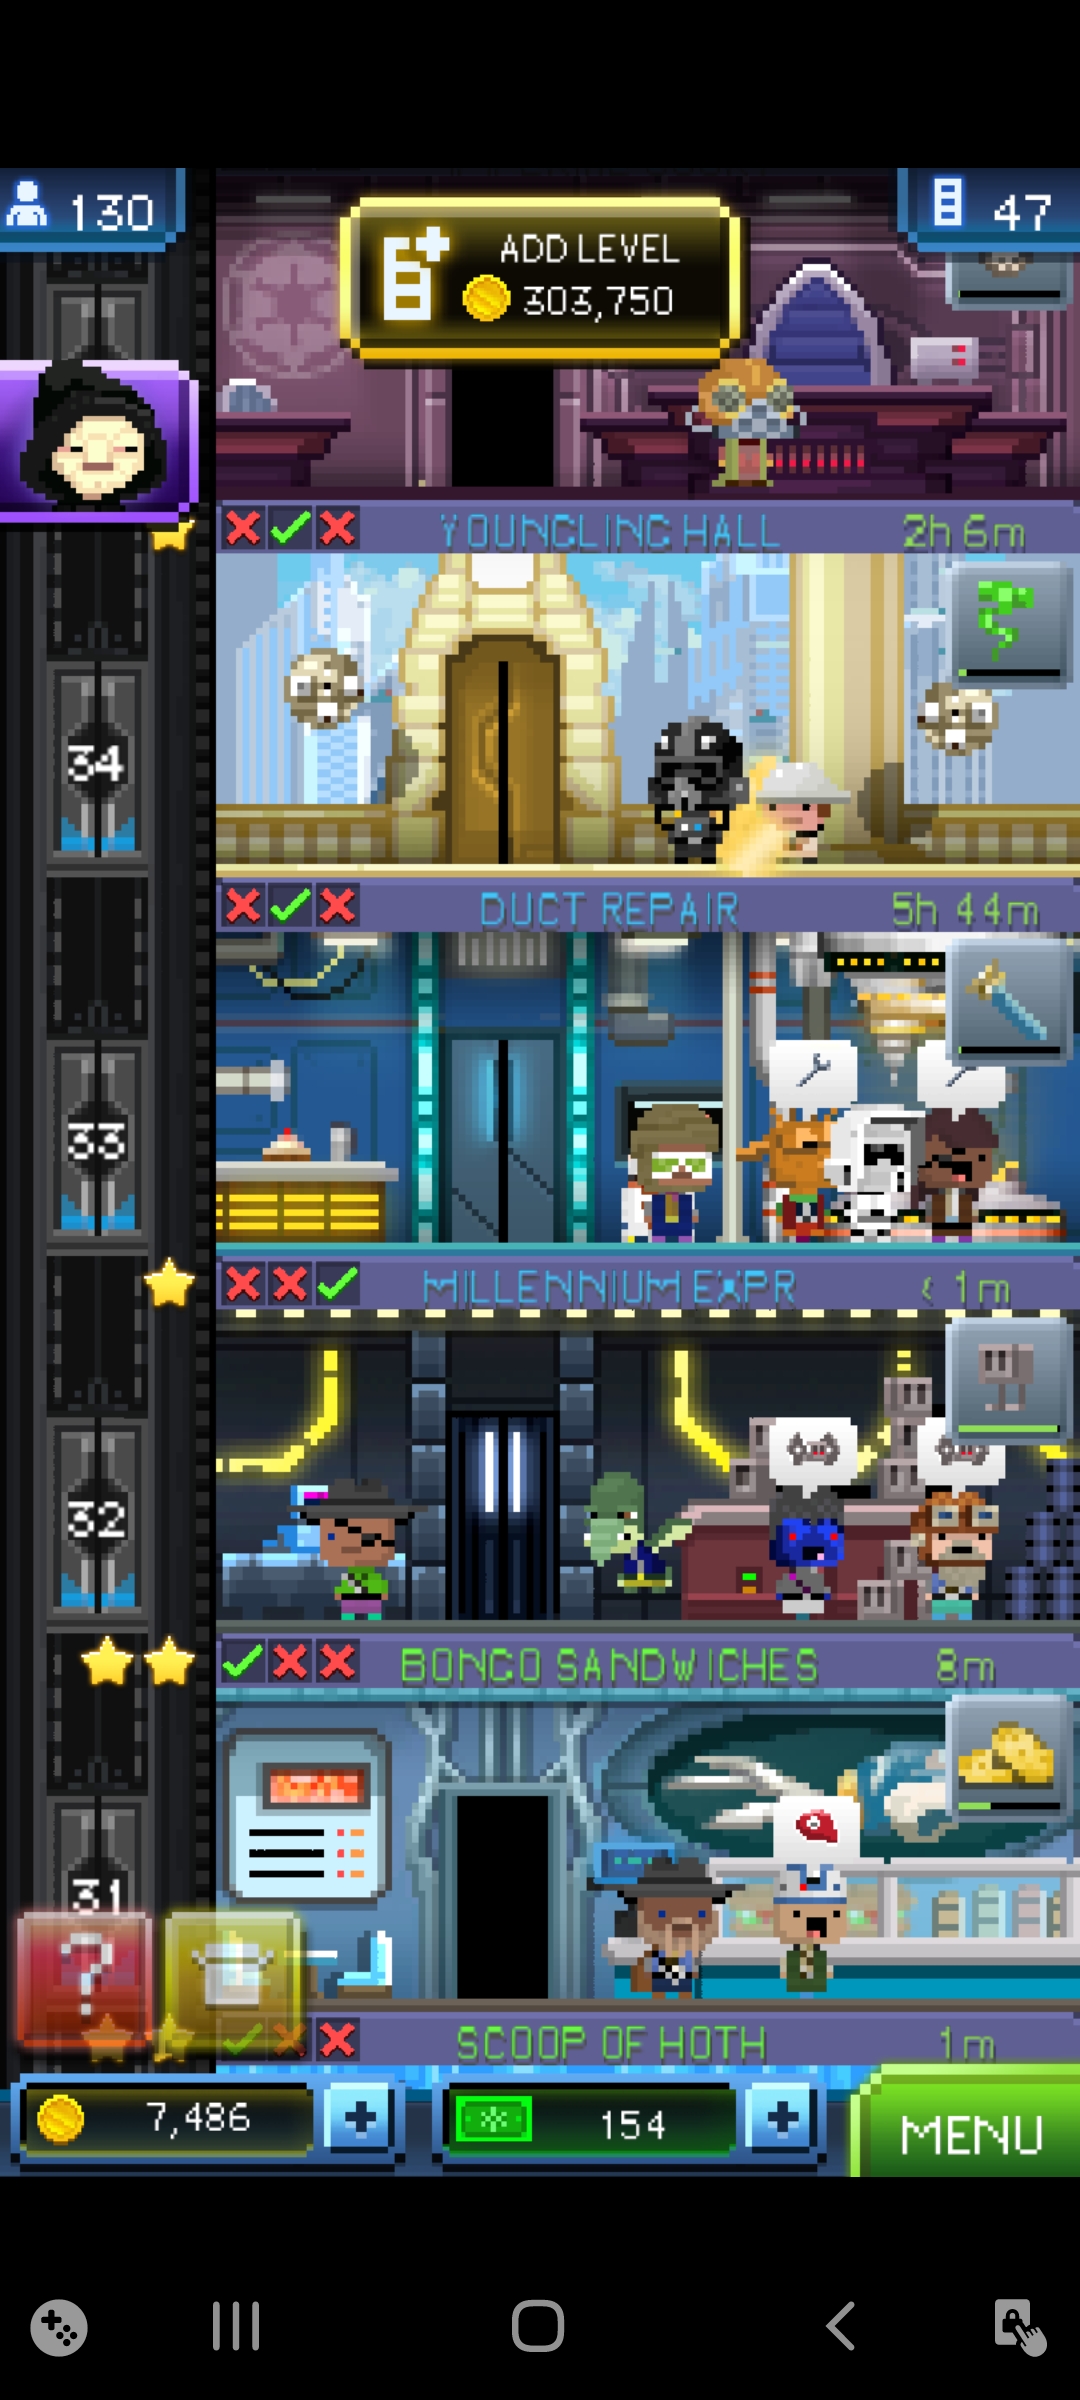 130
47
ADD LEVEL
303,750
YOUNGLING HALL 2h 6m
34
DUCT REPAIR 5h 44m
33
MILLENNIUM EXPR < 1m
32
BONGO SANDWICHES 8m
31
?
SCOOP OF HOTH 1m
7,486 + 154 + MENU